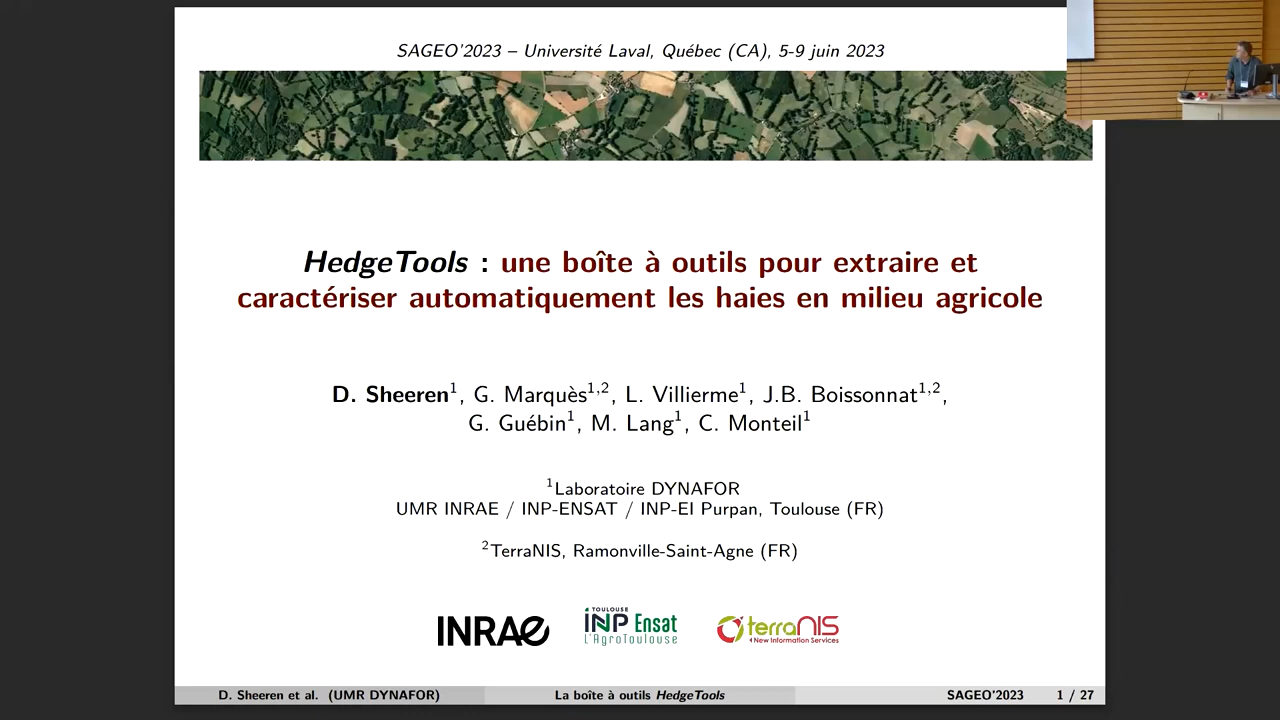 SAGEO'2023 – Université Laval, Québec (CA), 5-9 juin 2023
HedgeTools : une boîte à outils pour extraire et
caractériser automatiquement les haies en milieu agricole
D. Sheeren1, G. Marquès1,2, L. Villierme1, J.B. Boissonnat1,2,
G. Guébin1, M. Lang1, C. Monteil1
1Laboratoire DYNAFOR
UMR INRAE / INP-ENSAT / INP-EI Purpan, Toulouse (FR)
2TerraNIS, Ramonville-Saint-Agne (FR)
INRAE
TOULOUSE
INP Ensat
L'AgroToulouse
terraNIS
New Information Services
D. Sheeren et al. (UMR DYNAFOR)
La boîte à outils HedgeTools
SAGEO'2023
1 / 27